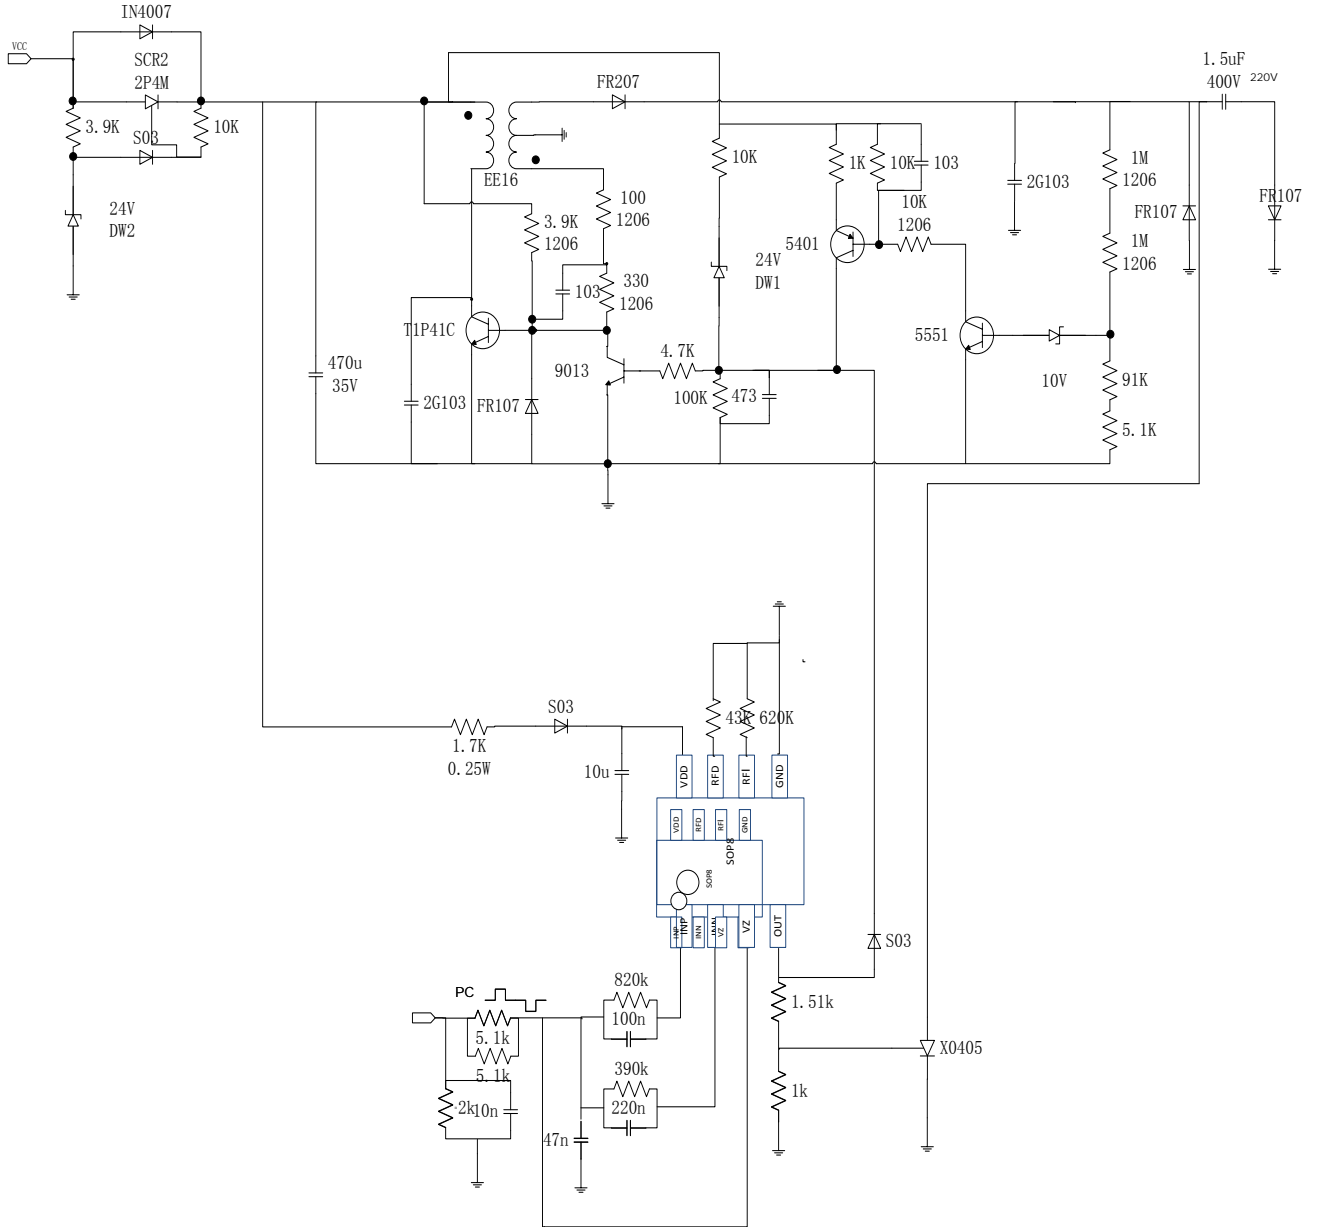 IN4007
VCC
SCR2
2P4M
3.9K
S03
10K
24V
DW2
FR207
1.5uF
400V
220V
EE16
100
1206
3.9K
1206
103
330
1206
10K
24V
DW1
1K
10K
103
5401
10K
1206
2G103
1M
1206
1M
1206
FR107
FR107
T1P41C
470u
35V
2G103
FR107
9013
4.7K
100K
473
5551
10V
91K
5.1K
S03
1.7K
0.25W
10u
43K
620K
VDD
RFD
RFI
GND
VDD
RFD
RFI
GND
SOP8
SOP8
INP
INP
INN
INN
VZ
VZ
OUT
S03
820k
100n
PC
5.1k
5.1k
390k
220n
2k
10n
47n
1.51k
1k
X0405